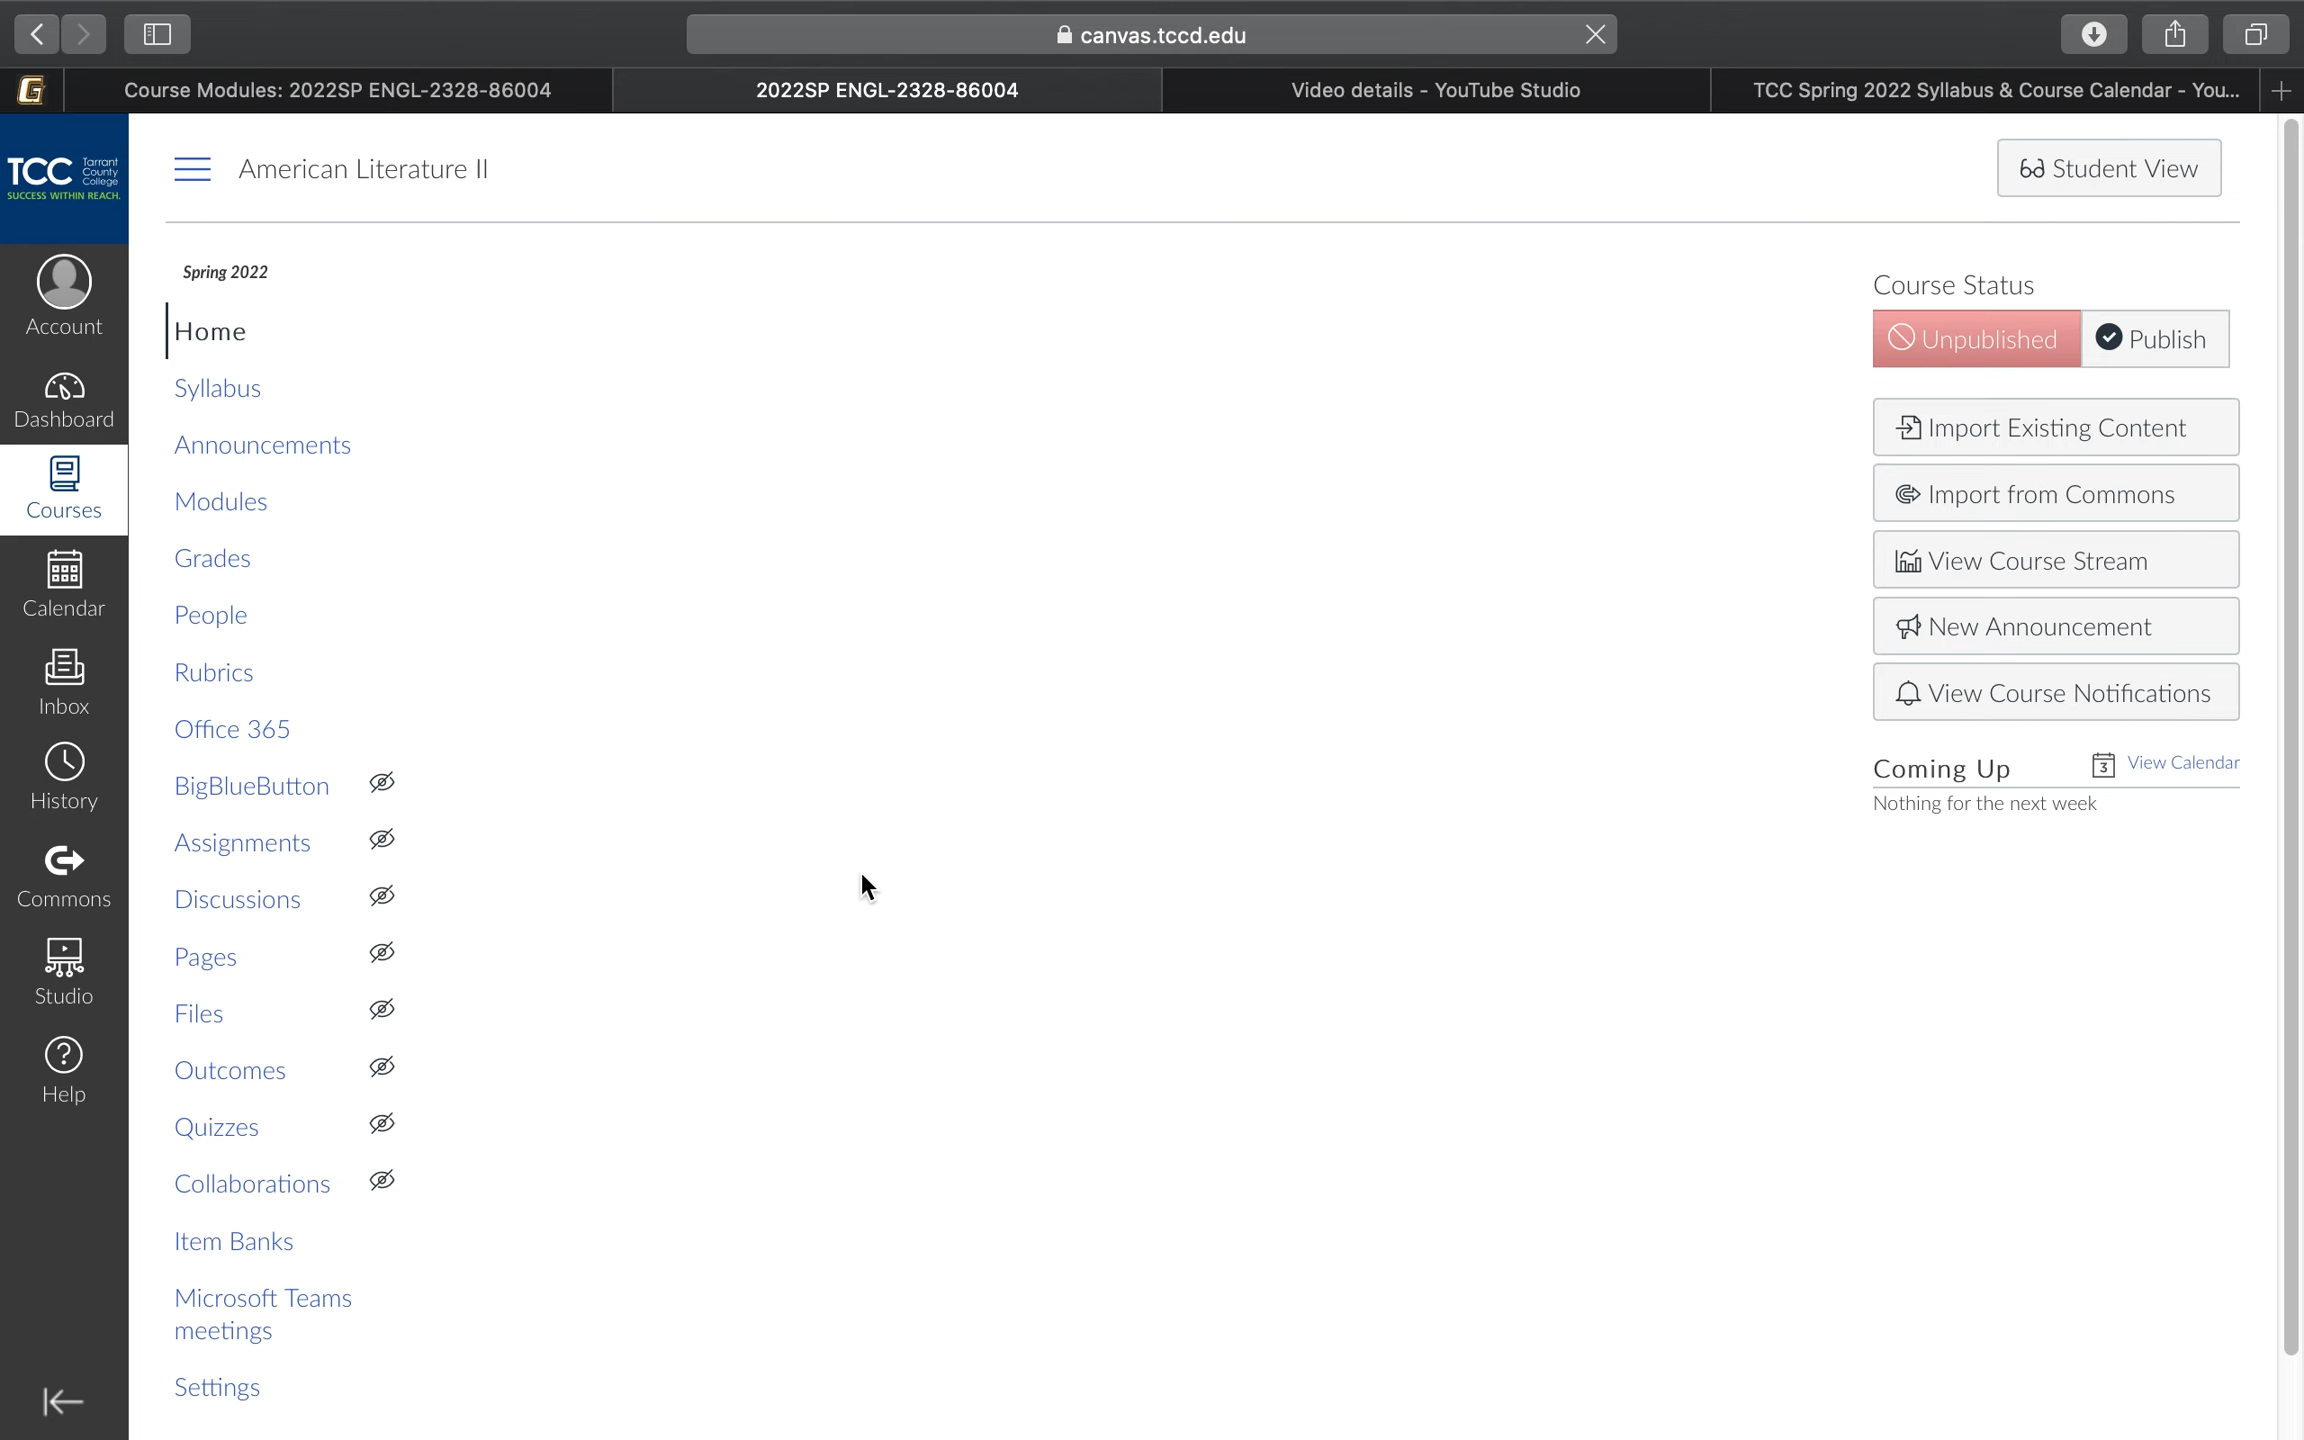 canvas.tccd.edu
Course Modules: 2022SP ENGL-2328-86004
2022SP ENGL-2328-86004
Video details - YouTube Studio
TCC Spring 2022 Syllabus & Course Calendar - You...
TCC Tarrant County College
SUCCESS WITHIN REACH.
Account
Dashboard
Courses
Calendar
Inbox
History
Commons
Studio
Help
American Literature II
Student View
Spring 2022
Home
Syllabus
Announcements
Modules
Grades
People
Rubrics
Office 365
BigBlueButton
Assignments
Discussions
Pages
Files
Outcomes
Quizzes
Collaborations
Item Banks
Microsoft Teams
meetings
Settings
Course Status
Unpublished
Publish
Import Existing Content
Import from Commons
View Course Stream
New Announcement
View Course Notifications
Coming Up
3 View Calendar
Nothing for the next week